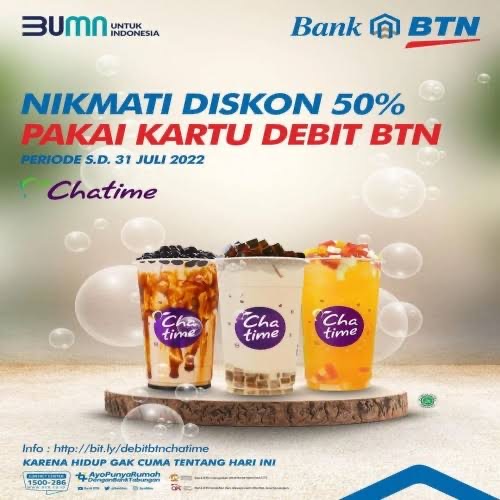 BUMN UNTUK INDONESIA
Bank BTN
NIKMATI DISKON 50%
PAKAI KARTU DEBIT BTN
PERIODE S.D. 31 JULI 2022
Chatime
Cha time
Cha time
Cha time
Info : http://bit.ly/debitbtnchatime
KARENA HIDUP GAK CUMA TENTANG HARI INI
1500-286
#AyoPunyaRumah
DenganBankTabungan